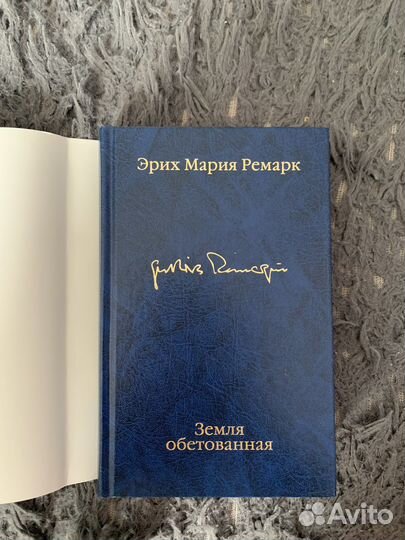 Эрих Мария Ремарк
Земля
обетованная
Avito